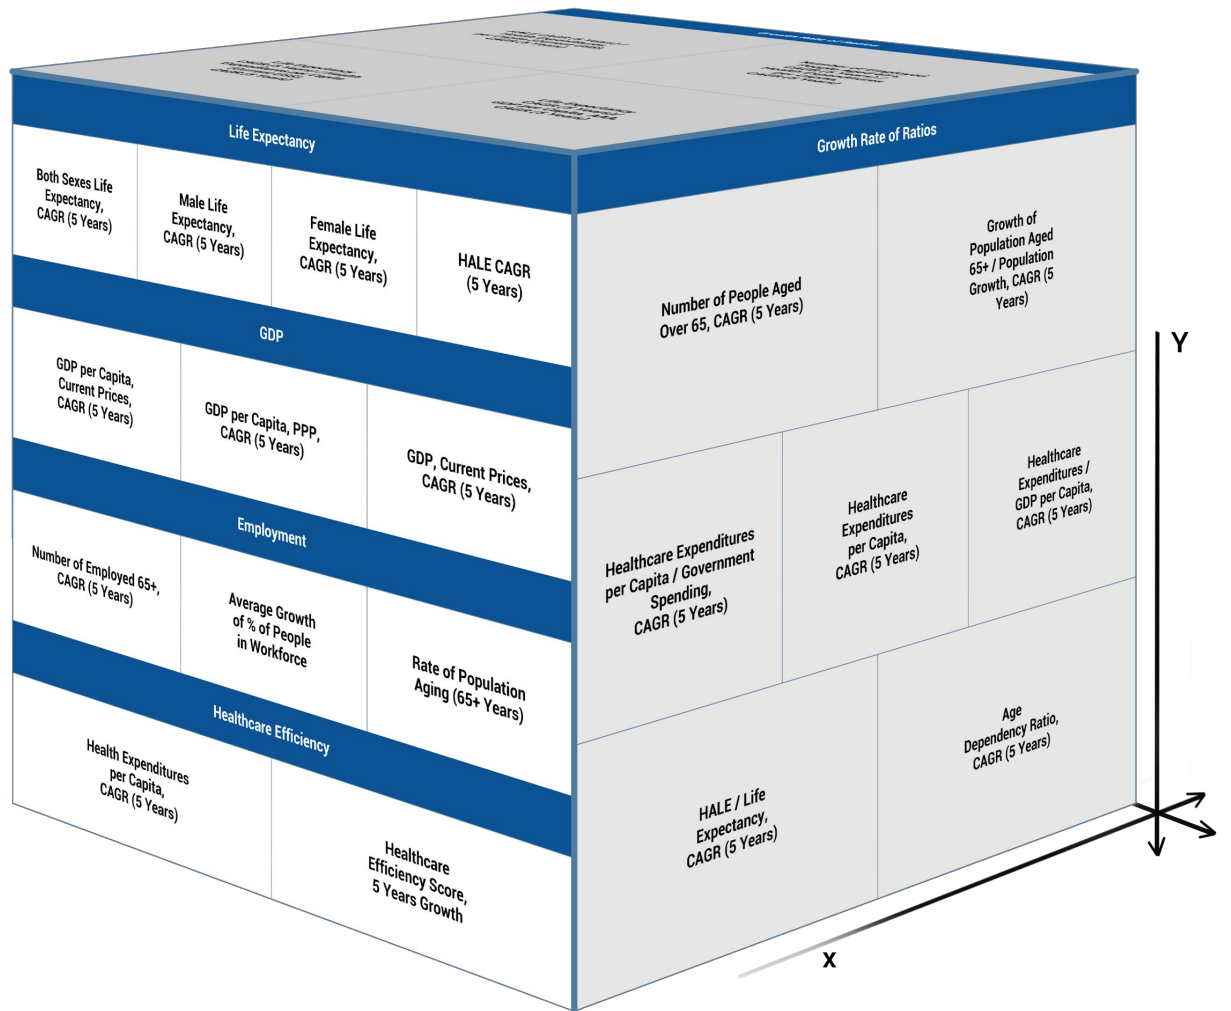 Growth Rate of Ratios
Life Expectancy
Both Sexes Life
Expectancy,
CAGR (5 Years)
Male Life
Expectancy,
CAGR (5 Years)
Female Life
Expectancy,
CAGR (5 Years)
HALE CAGR
(5 Years)
GDP
GDP per Capita,
Current Prices,
CAGR (5 Years)
GDP per Capita, PPP,
CAGR (5 Years)
GDP, Current Prices,
CAGR (5 Years)
Employment
Number of Employed 65+,
CAGR (5 Years)
Average Growth
of % of People
in Workforce
Rate of Population
Aging (65+ Years)
Healthcare Efficiency
Health Expenditures
per Capita,
CAGR (5 Years)
Healthcare
Efficiency Score,
5 Years Growth
Growth Rate of Ratios
Number of People Aged
Over 65, CAGR (5 Years)
Growth of
Population Aged
65+ / Population
Growth, CAGR (5
Years)
Healthcare Expenditures
per Capita / Government
Spending,
CAGR (5 Years)
Healthcare
Expenditures
per Capita,
CAGR (5 Years)
Healthcare
Expenditures /
GDP per Capita,
CAGR (5 Years)
HALE / Life
Expectancy,
CAGR (5 Years)
Age
Dependency Ratio,
CAGR (5 Years)
Y
X